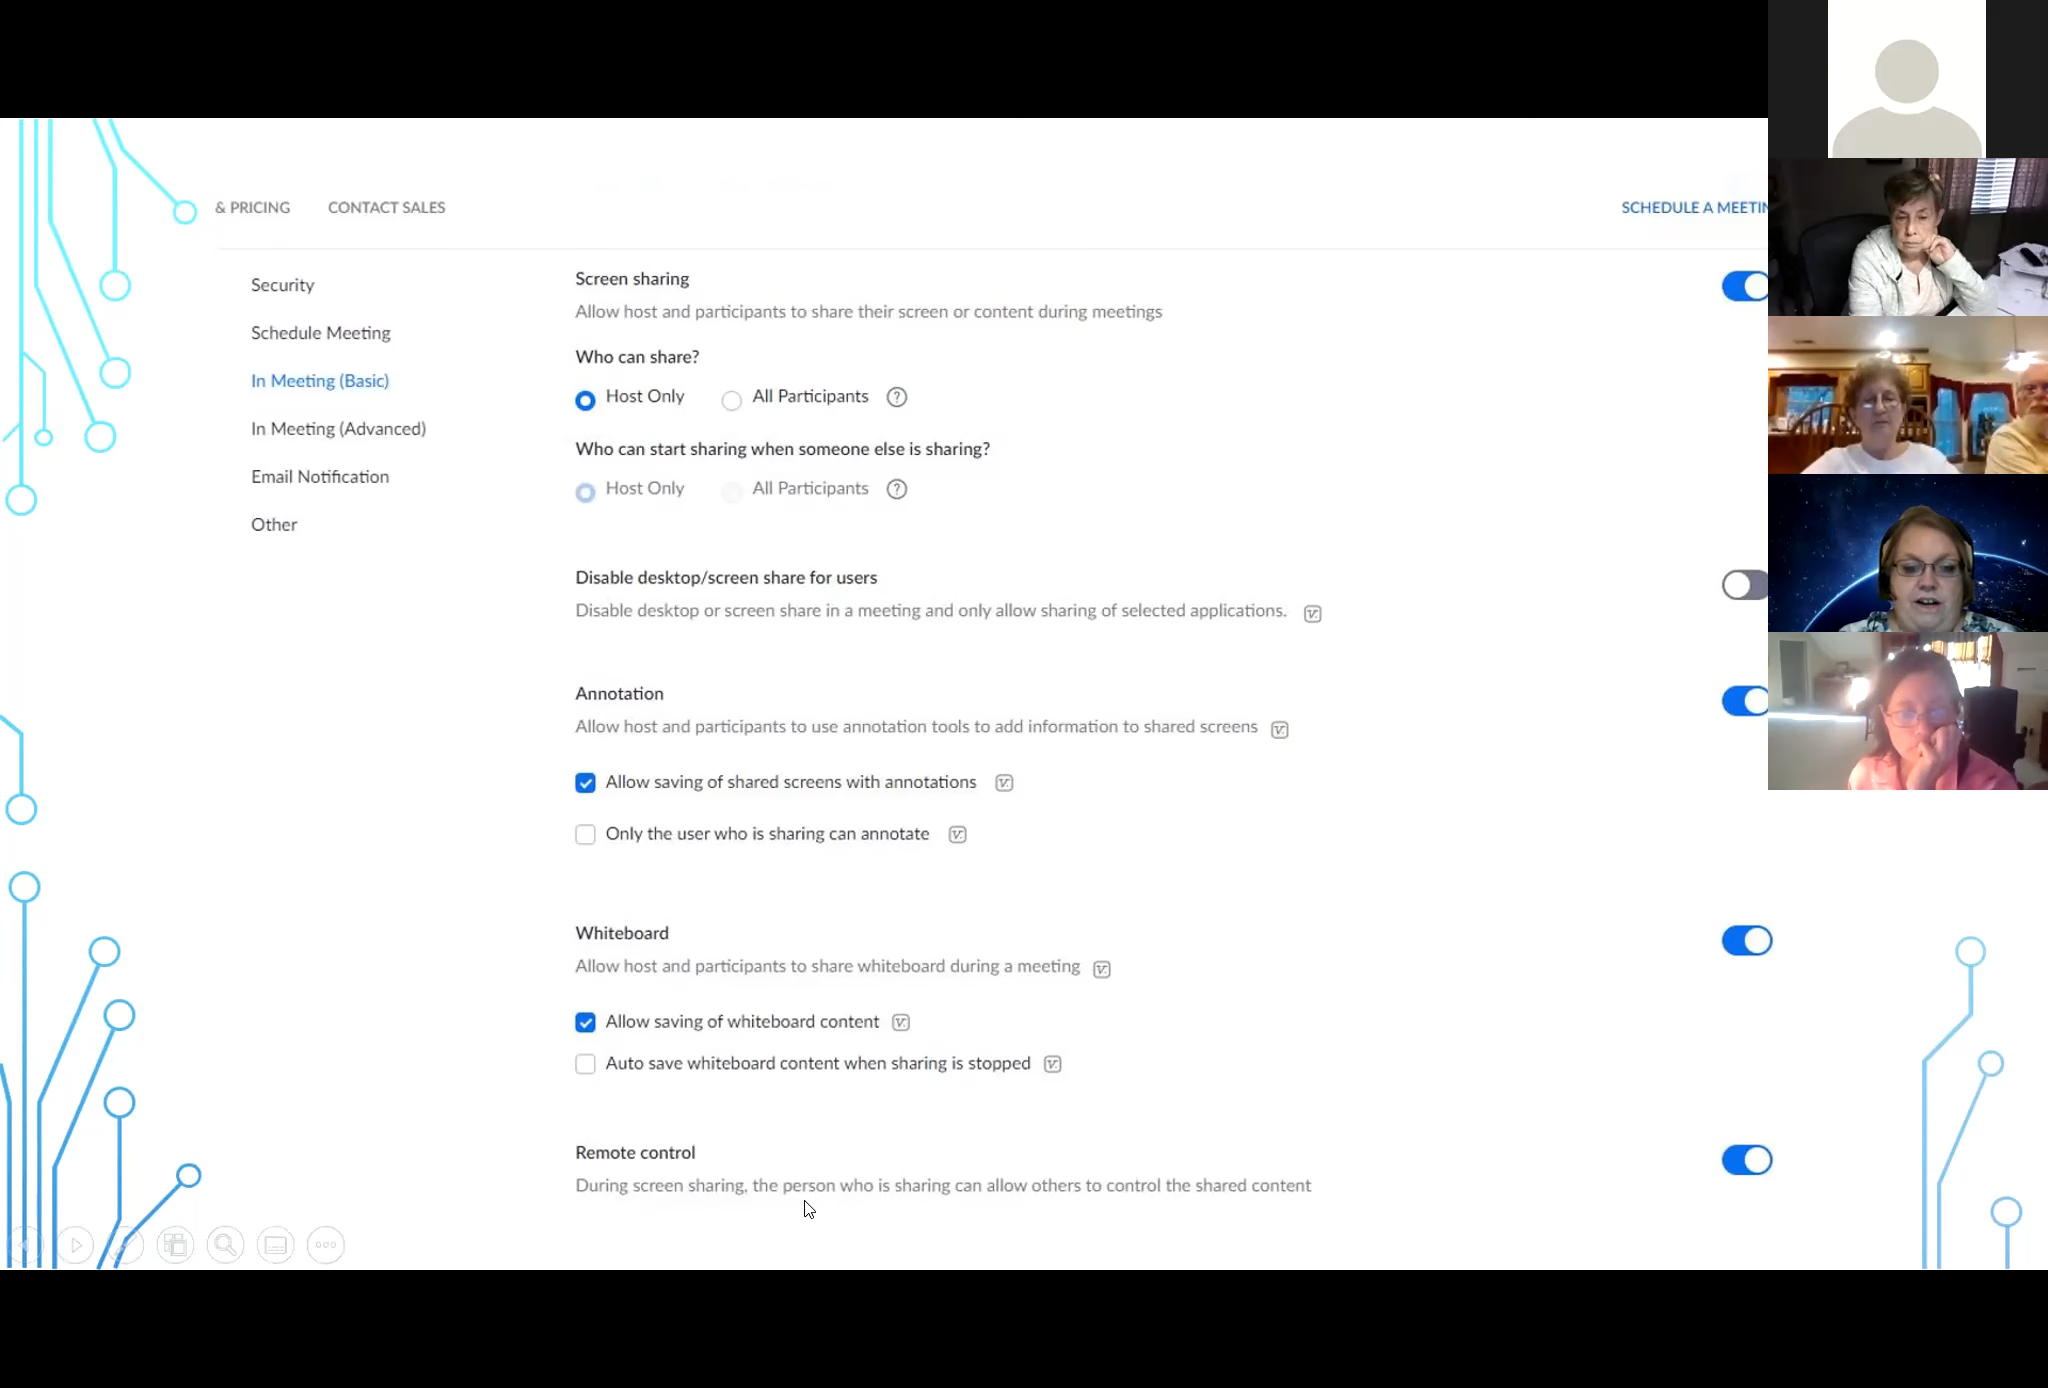 & PRICING
CONTACT SALES
SCHEDULE A MEETIN
Security
Schedule Meeting
In Meeting (Basic)
In Meeting (Advanced)
Email Notification
Other
Screen sharing
Allow host and participants to share their screen or content during meetings
Who can share?
Host Only
All Participants
Who can start sharing when someone else is sharing?
Host Only
All Participants
Disable desktop/screen share for users
Disable desktop or screen share in a meeting and only allow sharing of selected applications.
Annotation
Allow host and participants to use annotation tools to add information to shared screens
Allow saving of shared screens with annotations
Only the user who is sharing can annotate
Whiteboard
Allow host and participants to share whiteboard during a meeting
Allow saving of whiteboard content
Auto save whiteboard content when sharing is stopped
Remote control
During screen sharing, the person who is sharing can allow others to control the shared content